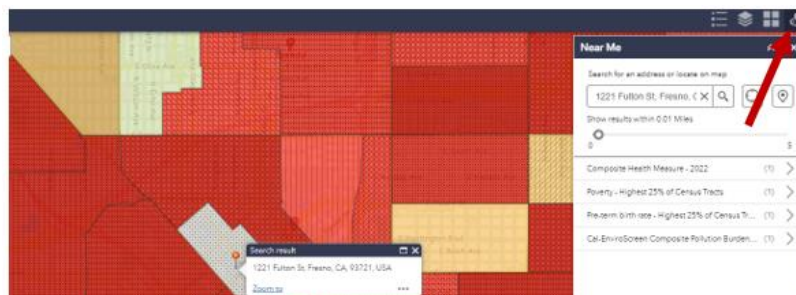 Near Me
Search for an address or locate on map
1221 Fulton St, Fresno, C
Show results within 0.01 Miles
0
5
Composite Health Measure - 2022 (1)
Poverty - Highest 25% of Census Tracts (1)
Pre-term birth rate - Highest 25% of Census Tr... (1)
Cal-EnviroScreen Composite Pollution Burden... (1)
Search result
1221 Fulton St, Fresno, CA, 93721, USA
Zoom to